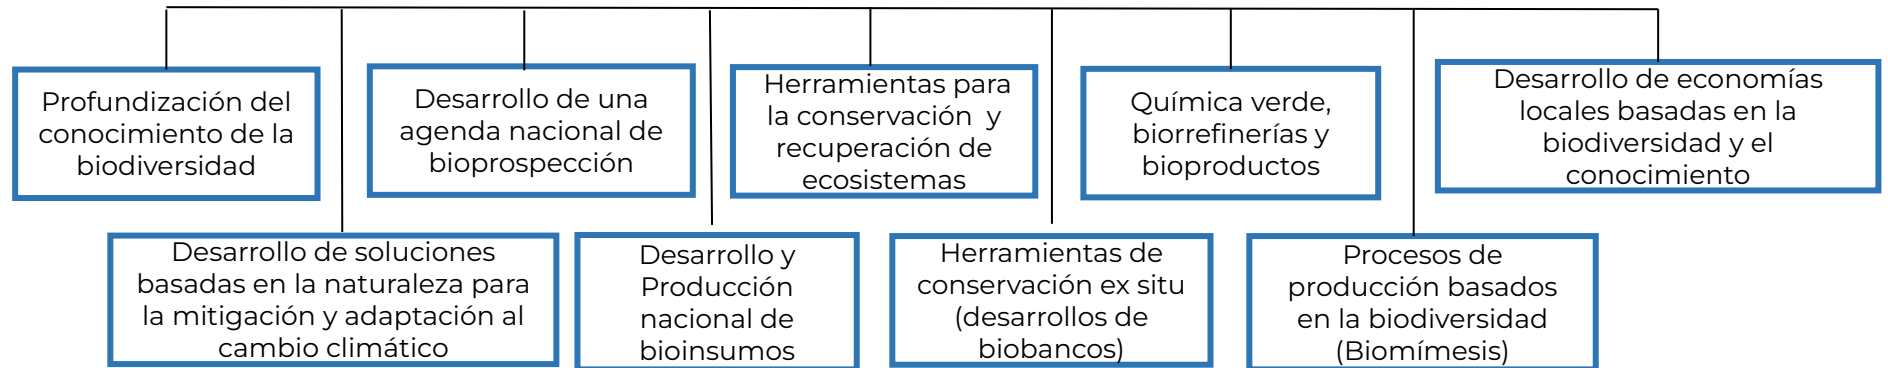 Profundización del
conocimiento de la
biodiversidad
Desarrollo de una
agenda nacional de
bioprospección
Herramientas para
la conservación y
recuperación de
ecosistemas
Química verde,
biorrefinerías y
bioproductos
Desarrollo de economías
locales basadas en la
biodiversidad y el
conocimiento
Desarrollo de soluciones
basadas en la naturaleza para
la mitigación y adaptación al
cambio climático
Desarrollo y
Producción
nacional de
bioinsumos
Herramientas de
conservación ex situ
(desarrollos de
biobancos)
Procesos de
producción basados
en la biodiversidad
(Biomímesis)